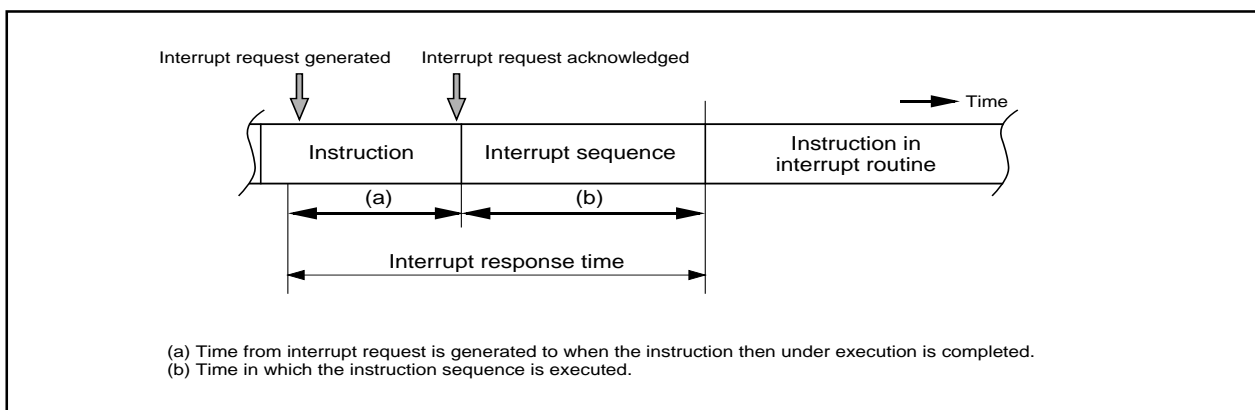 Interrupt request generated
Interrupt request acknowledged
Time
Instruction
Interrupt sequence
Instruction in
interrupt routine
(a)
(b)
Interrupt response time
(a) Time from interrupt request is generated to when the instruction then under execution is completed.
(b) Time in which the instruction sequence is executed.